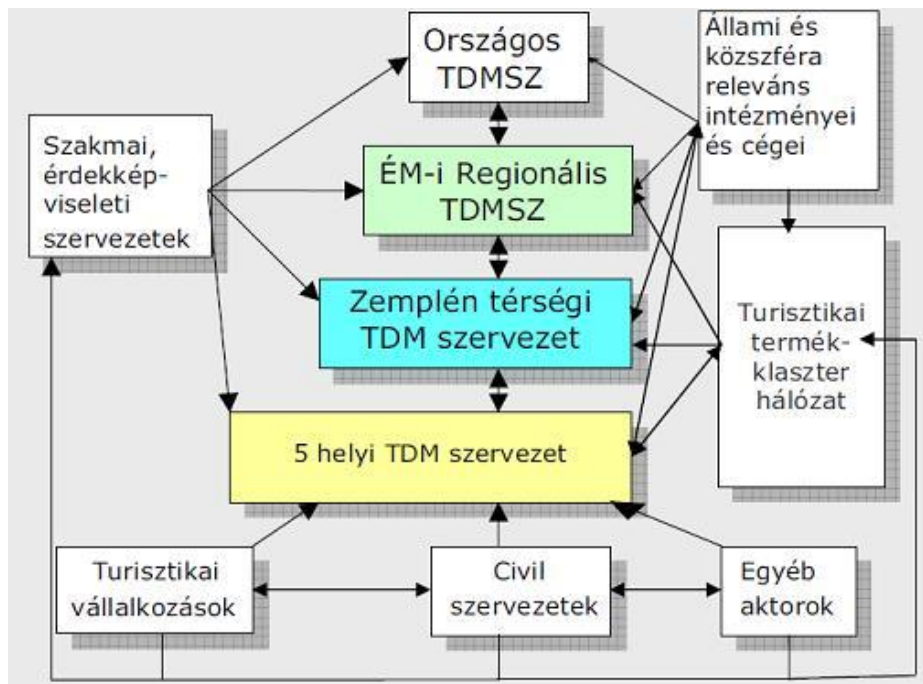 Országos
TDMSZ
Állami és
közszféra
releváns
intézményei
és cégei
Szakmai,
érdekkép-
viseleti
szervezetek
ÉM-i Regionális
TDMSZ
Zemplén térségi
TDM szervezet
Turisztikai
termék-
klaszter
hálózat
5 helyi TDM szervezet
Turisztikai
vállalkozások
Civil
szervezetek
Egyéb
aktorok